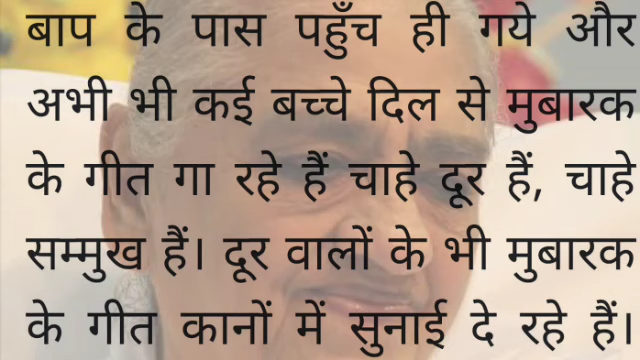 बाप के पास पहुँच ही गये और
अभी भी कई बच्चे दिल से मुबारक
के गीत गा रहे हैं चाहे दूर हैं, चाहे
सम्मुख हैं। दूर वालों के भी मुबारक
के गीत कानों में सुनाई दे रहे हैं।